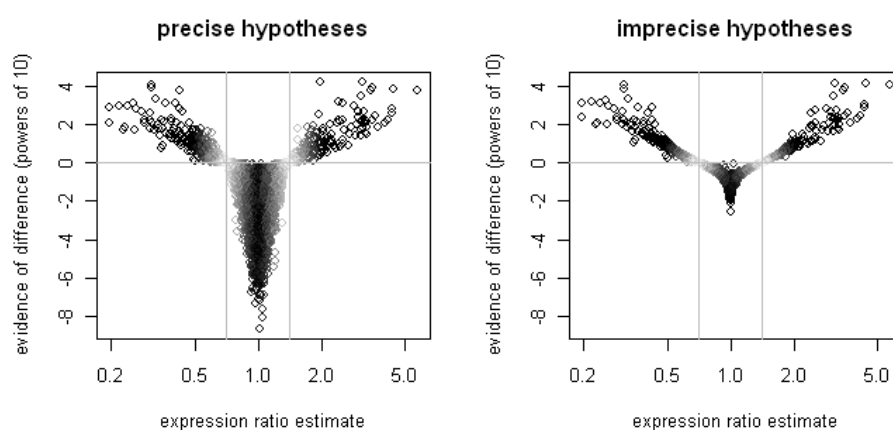 precise hypotheses
evidence of difference (powers of 10)
4
2
0
-2
-4
-6
-8
0.2 0.5 1.0 2.0 5.0
expression ratio estimate
imprecise hypotheses
evidence of difference (powers of 10)
4
2
0
-2
-4
-6
-8
0.2 0.5 1.0 2.0 5.0
expression ratio estimate